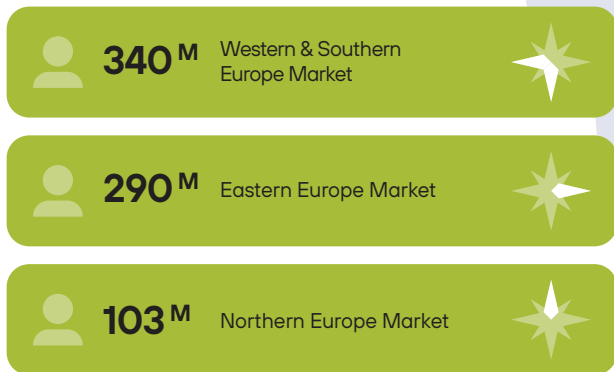 340 M Western & Southern
Europe Market
290 M Eastern Europe Market
103 M Northern Europe Market